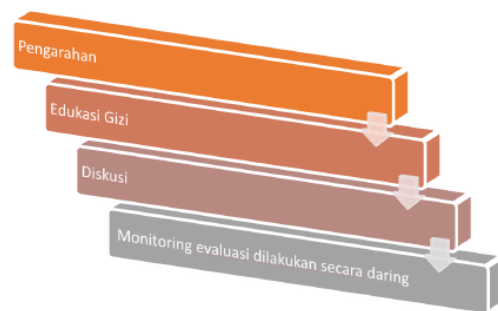 Pengarahan
Edukasi Gizi
Diskusi
Monitoring evaluasi dilakukan secara daring